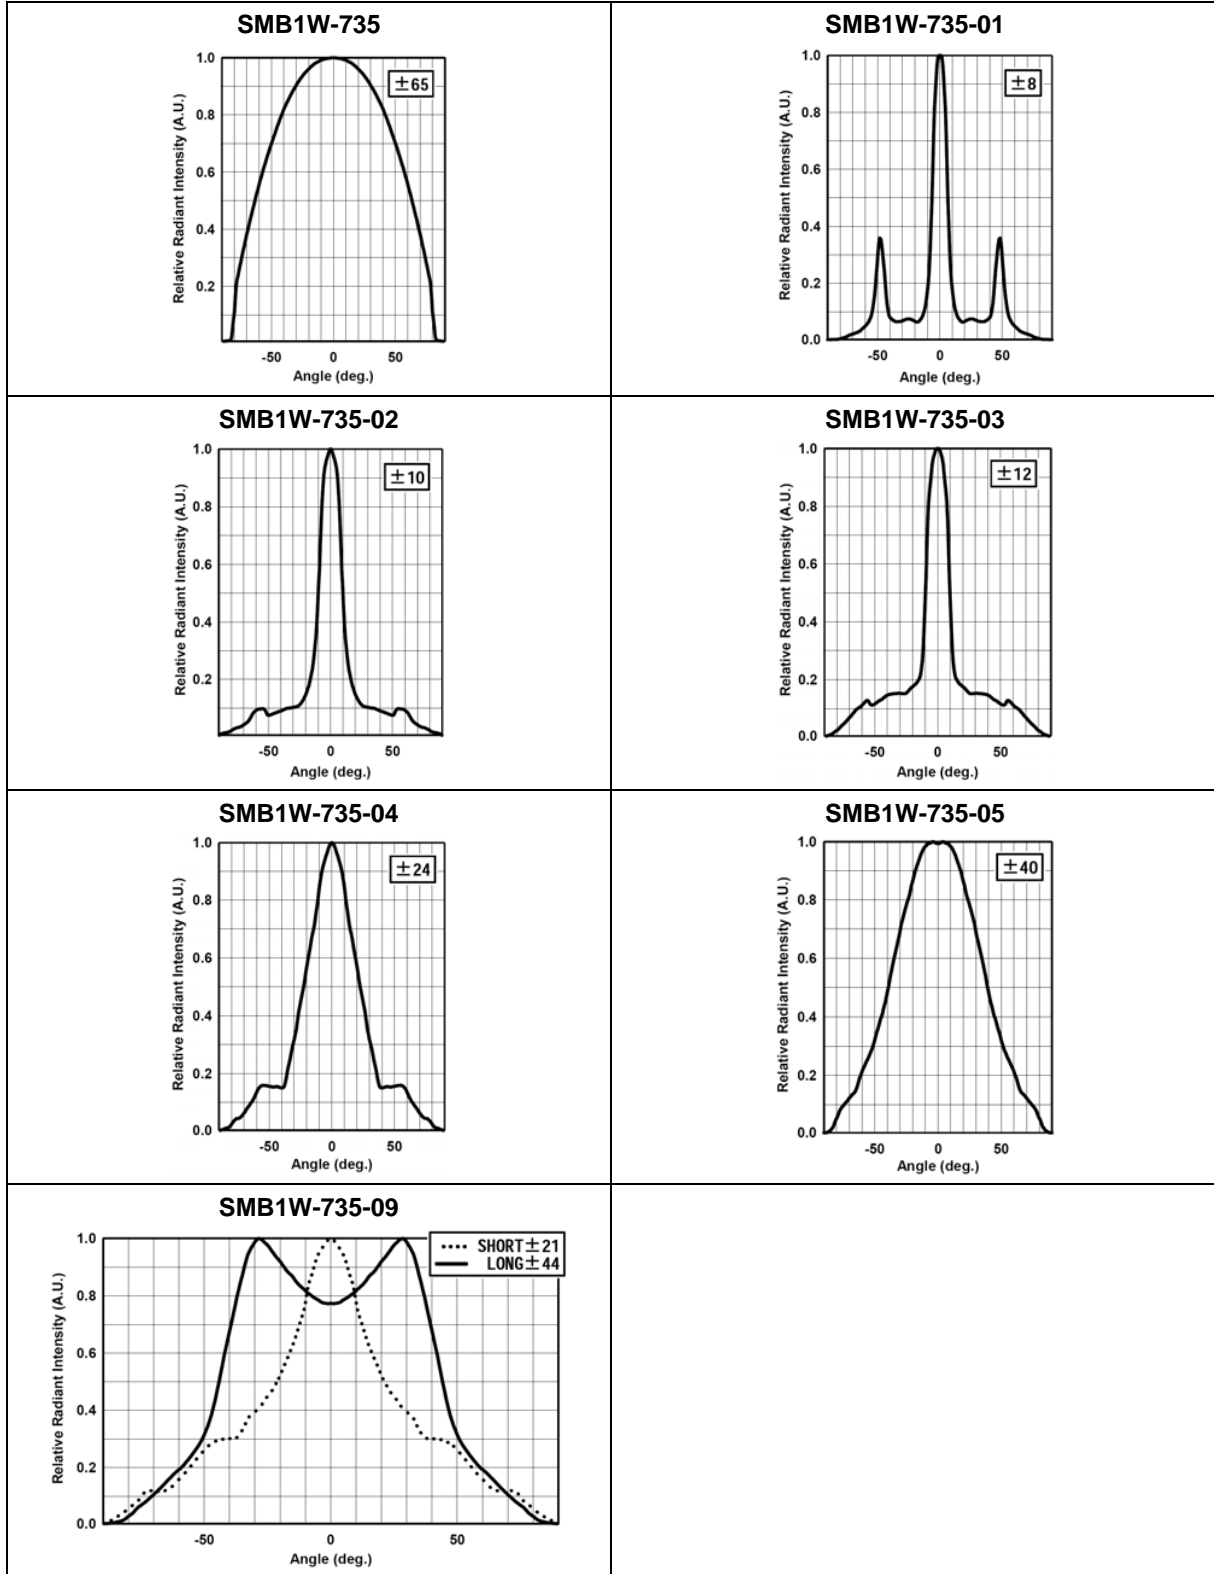 SMB1W-735
Relative Radiant Intensity (A.U.)
1.0
0.8
0.6
0.4
0.2
±65
-50 0 50
Angle (deg.)
SMB1W-735-01
Relative Radiant Intensity (A.U.)
1.0
0.8
0.6
0.4
0.2
0.0
±8
-50 0 50
Angle (deg.)
SMB1W-735-02
Relative Radiant Intensity (A.U.)
1.0
0.8
0.6
0.4
0.2
±10
-50 0 50
Angle (deg.)
SMB1W-735-03
Relative Radiant Intensity (A.U.)
1.0
0.8
0.6
0.4
0.2
0.0
±12
-50 0 50
Angle (deg.)
SMB1W-735-04
Relative Radiant Intensity (A.U.)
1.0
0.8
0.6
0.4
0.2
0.0
±24
-50 0 50
Angle (deg.)
SMB1W-735-05
Relative Radiant Intensity (A.U.)
1.0
0.8
0.6
0.4
0.2
0.0
±40
-50 0 50
Angle (deg.)
SMB1W-735-09
Relative Radiant Intensity (A.U.)
1.0
0.8
0.6
0.4
0.2
0.0
SHORT±21
LONG±44
-50 0 50
Angle (deg.)